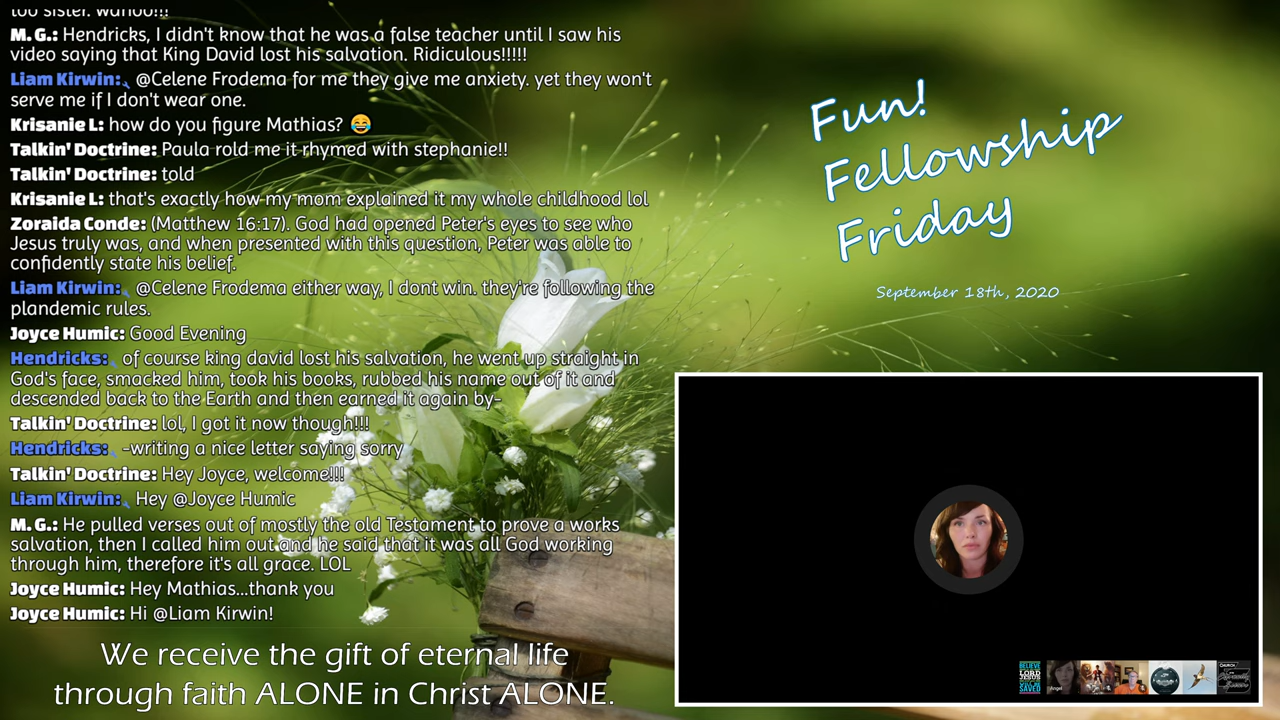 too sister. wahoo!!!
M. G.: Hendricks, I didn't know that he was a false teacher until I saw his
video saying that King David lost his salvation. Ridiculous!!!!!
Liam Kirwin: @Celene Frodema for me they give me anxiety. yet they won't
serve me if I don't wear one.
Krisanie L: how do you figure Mathias? 😂
Talkin' Doctrine: Paula rold me it rhymed with stephanie!!
Talkin' Doctrine: told
Krisanie L: that's exactly how my mom explained it my whole childhood lol
Zoraida Conde: (Matthew 16:17). God had opened Peter's eyes to see who
Jesus truly was, and when presented with this question, Peter was able to
confidently state his belief.
Liam Kirwin: @Celene Frodema either way, I dont win. they're following the
plandemic rules.
Joyce Humic: Good Evening
Hendricks: of course king david lost his salvation, he went up straight in
God's face, smacked him, took his books, rubbed his name out of it and
descended back to the Earth and then earned it again by-
Talkin' Doctrine: lol, I got it now though!!!
Hendricks: -writing a nice letter saying sorry
Talkin' Doctrine: Hey Joyce, welcome!!!
Liam Kirwin: Hey @Joyce Humic
M. G.: He pulled verses out of mostly the old Testament to prove a works
salvation, then I called him out and he said that it was all God working
through him, therefore it's all grace. LOL
Joyce Humic: Hey Mathias...thank you
Joyce Humic: Hi @Liam Kirwin!
We receive the gift of eternal life
through faith ALONE in Christ ALONE.
Fun!
Fellowship
Friday
September 18th, 2020
BELIEVE
LORD
JESUS
SAVED
Angel
CHURCH